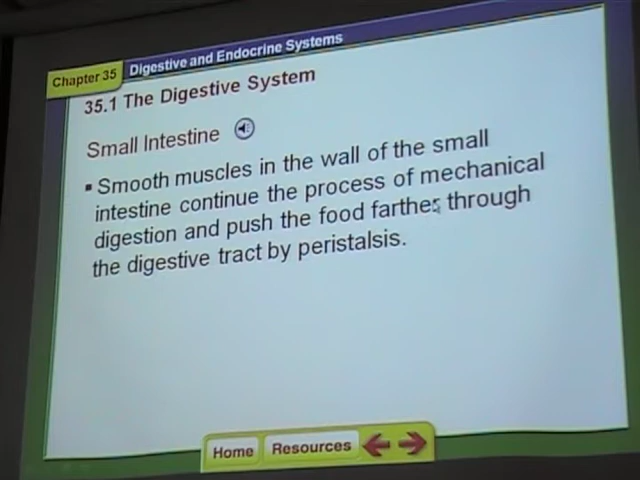 Chapter 35
Digestive and Endocrine Systems
35.1 The Digestive System
Small Intestine
▪ Smooth muscles in the wall of the small
intestine continue the process of mechanical
digestion and push the food farther through
the digestive tract by peristalsis.
Home
Resources